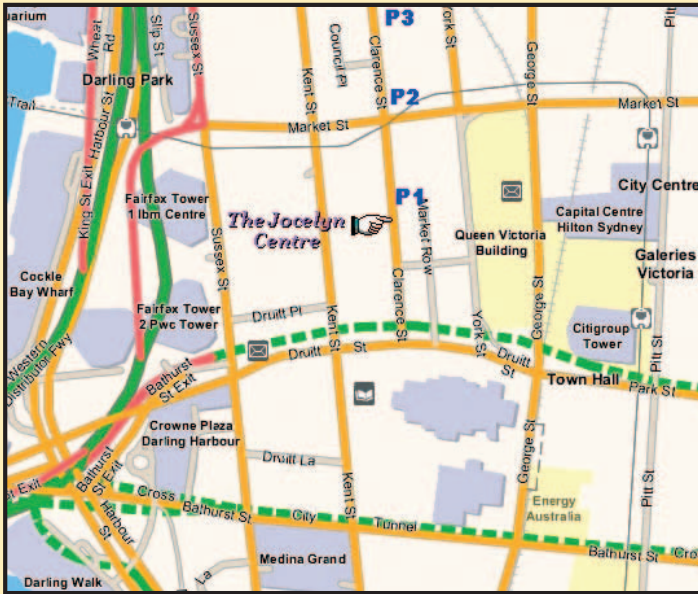 P3
Pitt
uarium
Wheat
Rd
Slip St
Sussex St
Council Pl
Clarence St
York St
George St
Darling Park
Kent St
P2
Trail
Harbour St
Market St
Market St
King St Exit
Fairfax Tower
1 Ibm Centre
P1
City Centre
The Jocelyn
Centre
Market Row
Queen Victoria
Building
Capital Centre
Hilton Sydney
Sussex St
Galeries
Victoria
Cockle
Bay Wharf
Clarence St
George St
Fairfax Tower
2 Pwc Tower
Druitt Pl
Kent St
York St
Citigroup
Tower
Pitt St
Western
Distributor Fwy
Druitt St
Druitt
St
Bathurst
St Exit
Town Hall
Park St
Crowne Plaza
Darling Harbour
Druitt La
George St
Kent St
Pitt St
et Exit
Bathurst
St Exit
Cross
City
Tunnel
Energy
Australia
Bathurst St
Harbour
St
Bathurst St
Cro
Medina Grand
La
Darling Walk